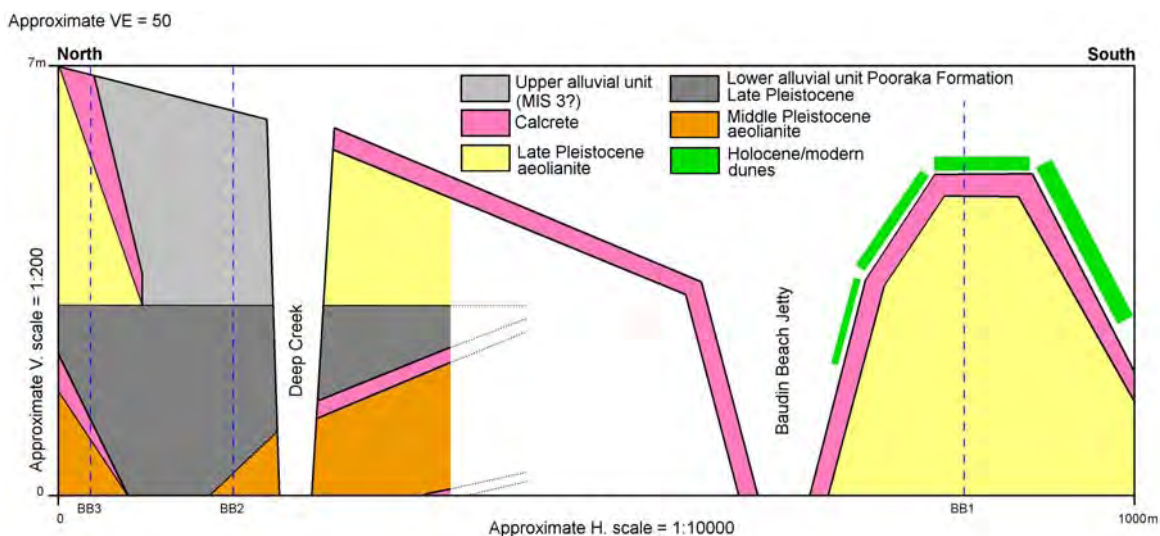 Approximate VE = 50
North
South
7m
Upper alluvial unit
(MIS 3?)
Calcrete
Late Pleistocene
aeolianite
Lower alluvial unit Pooraka Formation
Late Pleistocene
Middle Pleistocene
aeolianite
Holocene/modern
dunes
Approximate V. scale = 1:200
Deep Creek
Baudin Beach Jetty
0
BB3
BB2
BB1
0
1000m
Approximate H. scale = 1:10000